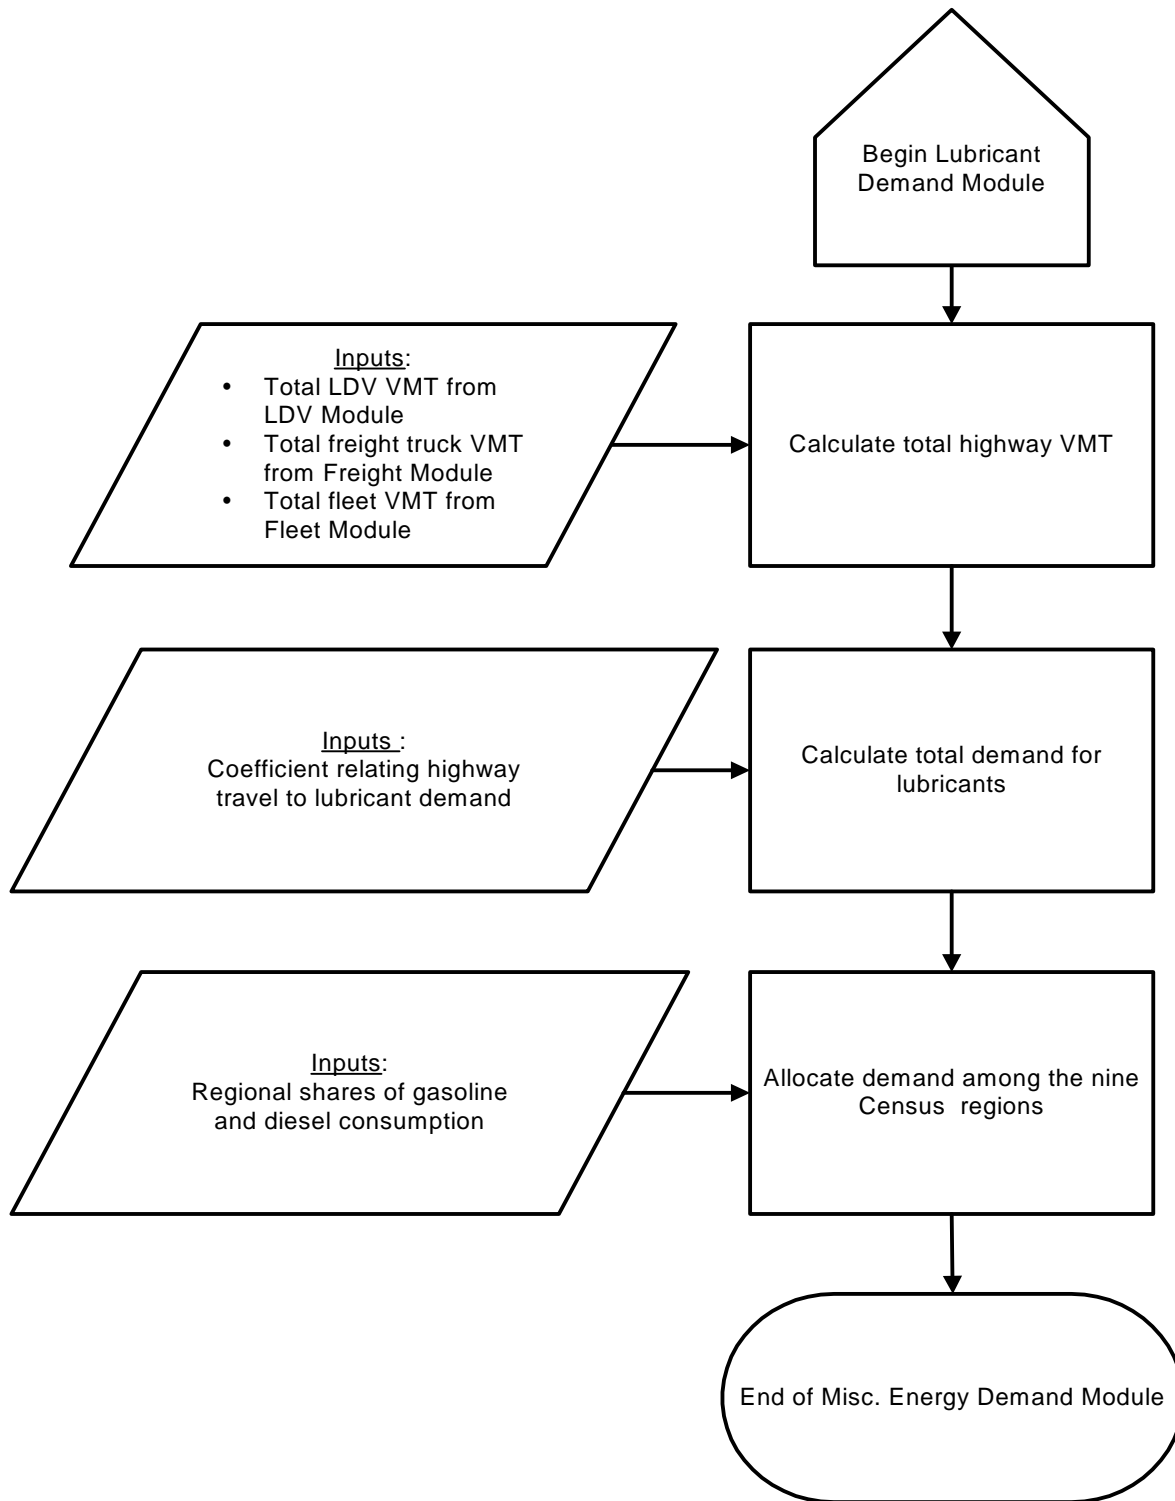 Begin Lubricant
Demand Module
Inputs:
• Total LDV VMT from
LDV Module
• Total freight truck VMT
from Freight Module
• Total fleet VMT from
Fleet Module
Calculate total highway VMT
Inputs :
Coefficient relating highway
travel to lubricant demand
Calculate total demand for
lubricants
Inputs:
Regional shares of gasoline
and diesel consumption
Allocate demand among the nine
Census  regions
End of Misc. Energy Demand Module